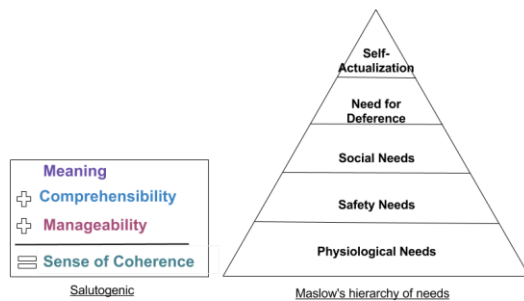 Meaning
Comprehensibility
Manageability
Sense of Coherence
Salutogenic
Self-
Actualization
Need for
Deference
Social Needs
Safety Needs
Physiological Needs
Maslow's hierarchy of needs